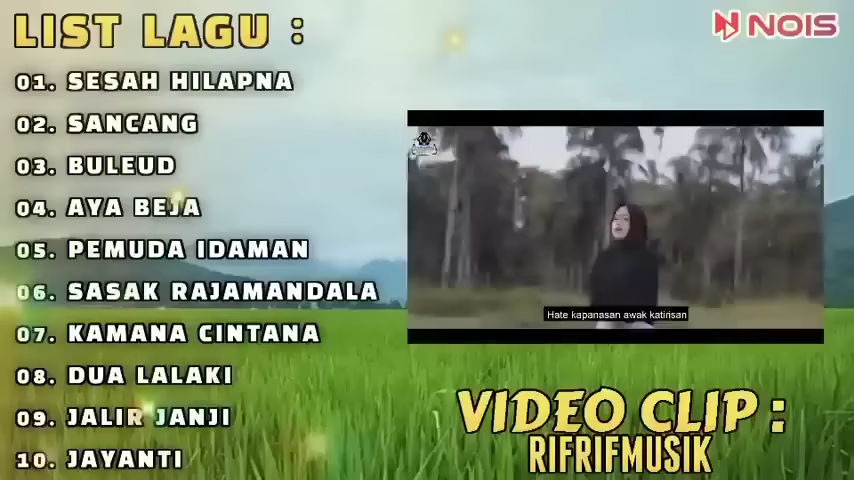 LIST LAGU :
01. SESAH HILAPNA
02. SANCANG
03. BULEUD
04. AYA BEJA
05. PEMUDA IDAMAN
06. SASAK RAJAMANDALA
07. KAMANA CINTANA
08. DUA LALAKI
09. JALIR JANJI
10. JAYANTI
NOIS
Hate kapanasan awak katirisan
VIDEO CLIP :
RIFRIFMUSIK